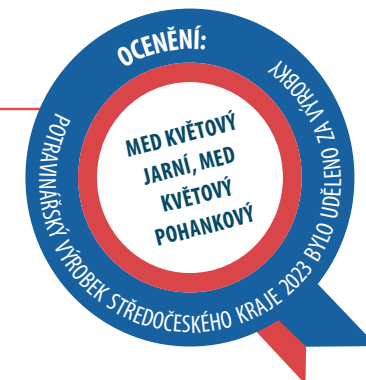 OCENĚNÍ:
POTRAVINÁŘSKÝ VÝROBEK STŘEDOČESKÉHO KRAJE 2023 BYLO UDĚLENO ZA VÝROBKY
MED KVĚTOVÝ
JARNÍ, MED
KVĚTOVÝ
POHANKOVÝ